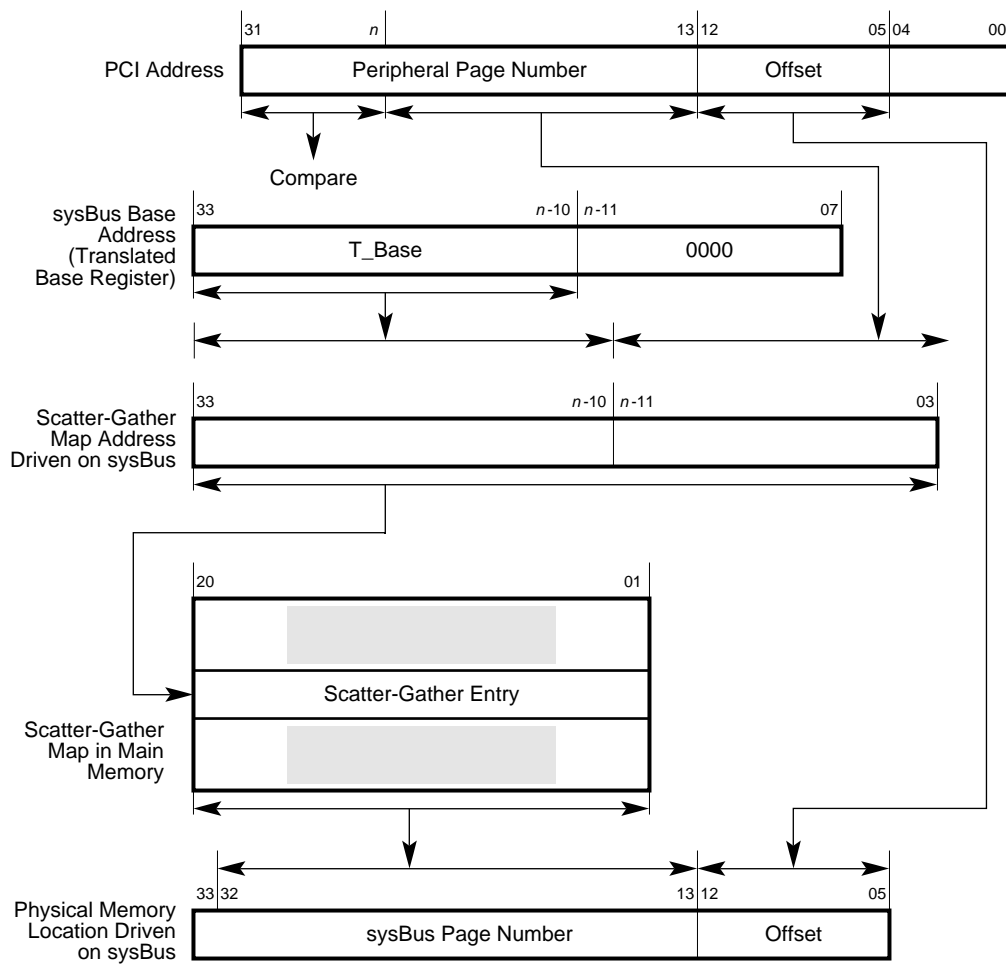 31 n 13 12 05 04 00
PCI Address
Peripheral Page Number
Offset
Compare
sysBus Base
Address
(Translated
Base Register)
33 n-10 n-11 07
T_Base
0000
Scatter-Gather
Map Address
Driven on sysBus
33 n-10 n-11 03
20 01
Scatter-Gather Entry
Scatter-Gather
Map in Main
Memory
33 32 13 12 05
Physical Memory
Location Driven
on sysBus
sysBus Page Number
Offset